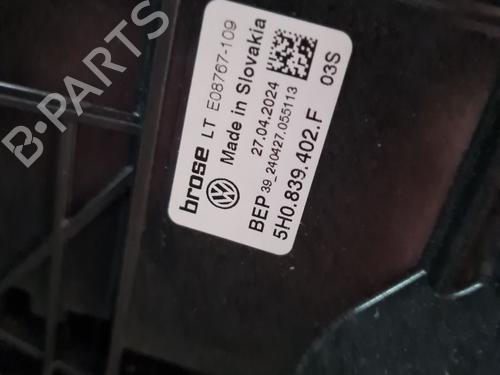 brose LT E08767-109
Made in Slovakia
27.04.2024 03S
BEP 39_240427.055113
5H0.839.402.F
B PARTS